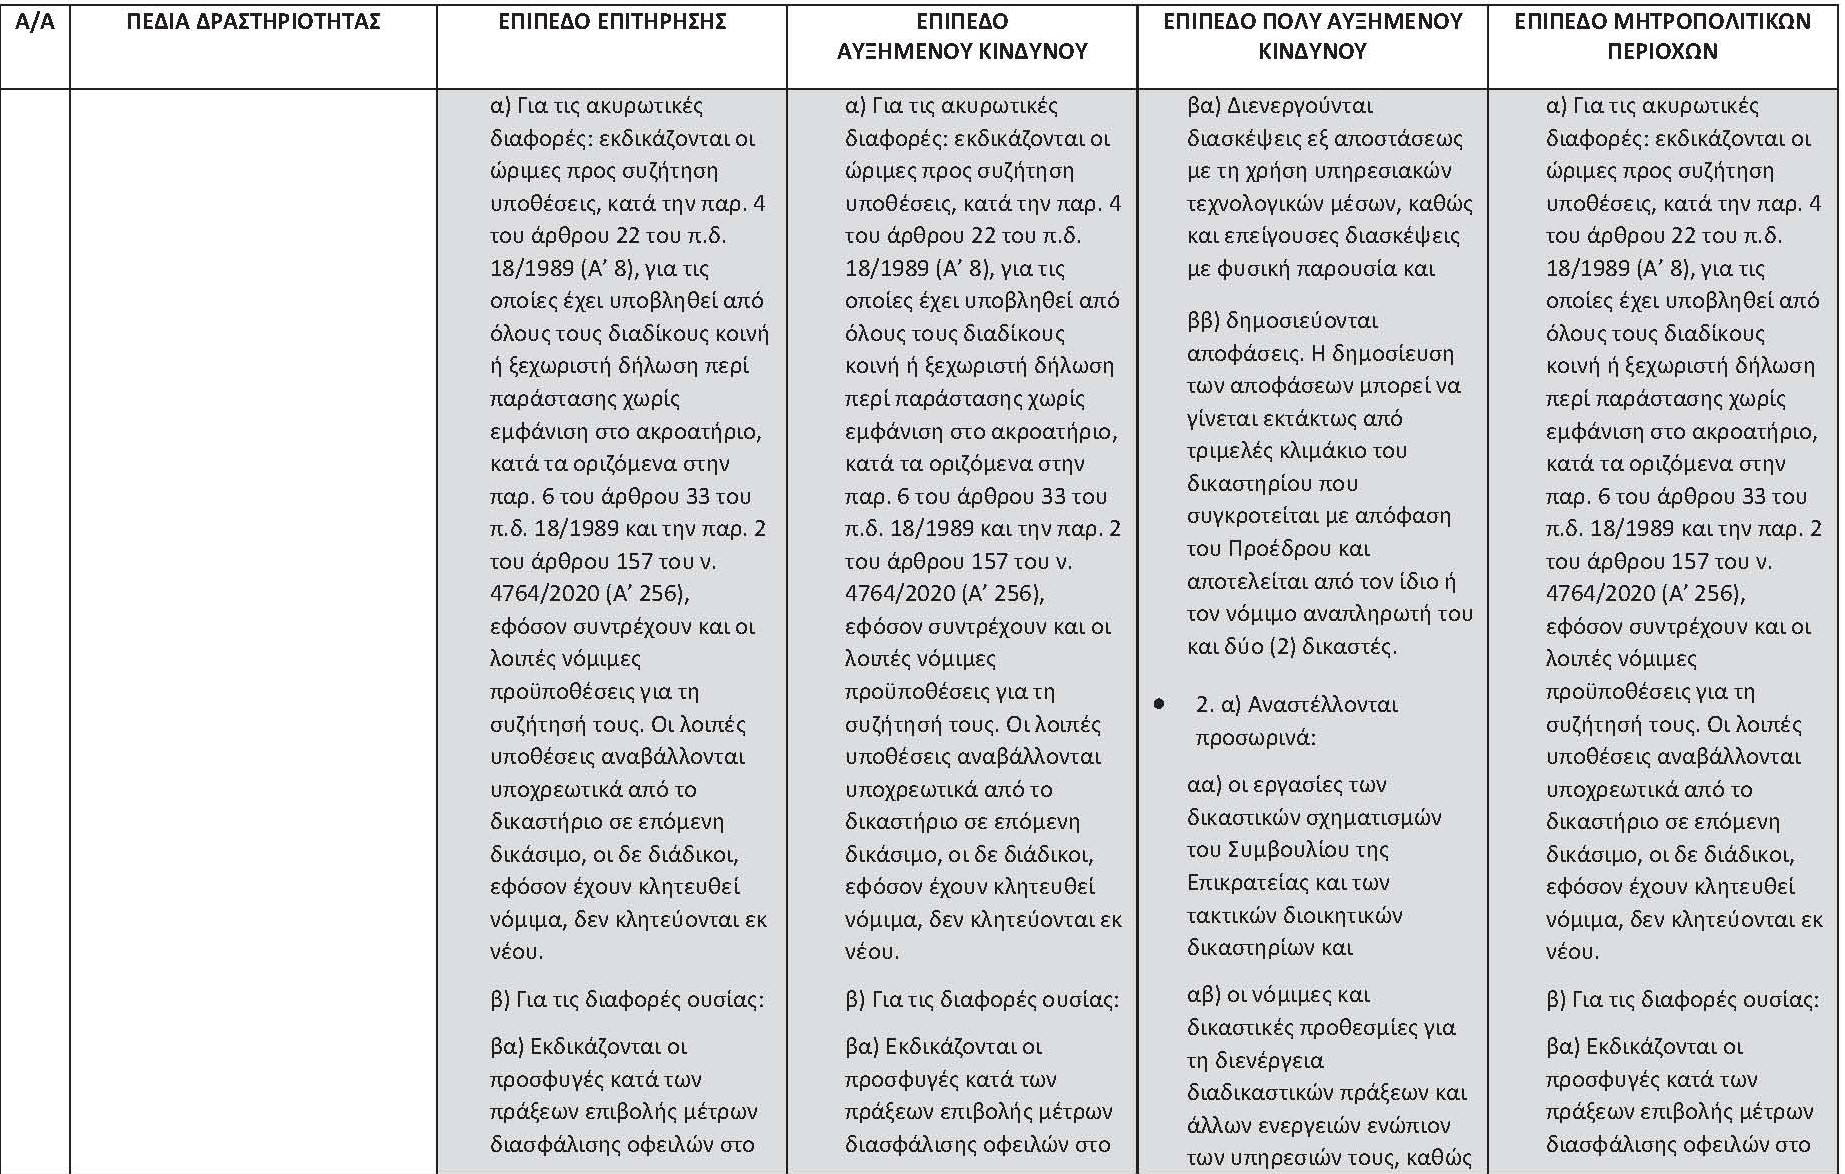 Α/Α
ΠΕΔΙΑ ΔΡΑΣΤΗΡΙΟΤΗΤΑΣ
ΕΠΙΠΕΔΟ ΕΠΙΤΗΡΗΣΗΣ
ΕΠΙΠΕΔΟ
ΑΥΞΗΜΕΝΟΥ ΚΙΝΔΥΝΟΥ
ΕΠΙΠΕΔΟ ΠΟΛΥ ΑΥΞΗΜΕΝΟΥ
ΚΙΝΔΥΝΟΥ
ΕΠΙΠΕΔΟ ΜΗΤΡΟΠΟΛΙΤΙΚΩΝ
ΠΕΡΙΟΧΩΝ
α) Για τις ακυρωτικές
διαφορές: εκδικάζονται οι
ώριμες προς συζήτηση
υποθέσεις, κατά την παρ. 4
του άρθρου 22 του π.δ.
18/1989 (Α’ 8), για τις
οποίες έχει υποβληθεί από
όλους τους διαδίκους κοινή
ή ξεχωριστή δήλωση περί
παράστασης χωρίς
εμφάνιση στο ακροατήριο,
κατά τα οριζόμενα στην
παρ. 6 του άρθρου 33 του
π.δ. 18/1989 και την παρ. 2
του άρθρου 157 του ν.
4764/2020 (Α’ 256),
εφόσον συντρέχουν και οι
λοιπές νόμιμες
προϋποθέσεις για τη
συζήτησή τους. Οι λοιπές
υποθέσεις αναβάλλονται
υποχρεωτικά από το
δικαστήριο σε επόμενη
δικάσιμο, οι δε διάδικοι,
εφόσον έχουν κλητευθεί
νόμιμα, δεν κλητεύονται εκ
νέου.
β) Για τις διαφορές ουσίας:
βα) Εκδικάζονται οι
προσφυγές κατά των
πράξεων επιβολής μέτρων
διασφάλισης οφειλών στο
α) Για τις ακυρωτικές
διαφορές: εκδικάζονται οι
ώριμες προς συζήτηση
υποθέσεις, κατά την παρ. 4
του άρθρου 22 του π.δ.
18/1989 (Α’ 8), για τις
οποίες έχει υποβληθεί από
όλους τους διαδίκους
κοινή ή ξεχωριστή δήλωση
περί παράστασης χωρίς
εμφάνιση στο ακροατήριο,
κατά τα οριζόμενα στην
παρ. 6 του άρθρου 33 του
π.δ. 18/1989 και την παρ. 2
του άρθρου 157 του ν.
4764/2020 (Α’ 256),
εφόσον συντρέχουν και οι
λοιπές νόμιμες
προϋποθέσεις για τη
συζήτησή τους. Οι λοιπές
υποθέσεις αναβάλλονται
υποχρεωτικά από το
δικαστήριο σε επόμενη
δικάσιμο, οι δε διάδικοι,
εφόσον έχουν κλητευθεί
νόμιμα, δεν κλητεύονται εκ
νέου.
β) Για τις διαφορές ουσίας:
βα) Εκδικάζονται οι
προσφυγές κατά των
πράξεων επιβολής μέτρων
διασφάλισης οφειλών στο
βα) Διενεργούνται
διασκέψεις εξ αποστάσεως
με τη χρήση υπηρεσιακών
τεχνολογικών μέσων, καθώς
και επείγουσες διασκέψεις
με φυσική παρουσία και
ββ) δημοσιεύονται
αποφάσεις. Η δημοσίευση
των αποφάσεων μπορεί να
γίνεται εκτάκτως από
τριμελές κλιμάκιο του
δικαστηρίου που
συγκροτείται με απόφαση
του Προέδρου και
αποτελείται από τον ίδιο ή
τον νόμιμο αναπληρωτή του
και δύο (2) δικαστές.
• 2. α) Αναστέλλονται
προσωρινά:
αα) οι εργασίες των
δικαστικών σχηματισμών
του Συμβουλίου της
Επικρατείας και των
τακτικών διοικητικών
δικαστηρίων και
αβ) οι νόμιμες και
δικαστικές προθεσμίες για
τη διενέργεια
διαδικαστικών πράξεων και
άλλων ενεργειών ενώπιον
των υπηρεσιών τους, καθώς
α) Για τις ακυρωτικές
διαφορές: εκδικάζονται οι
ώριμες προς συζήτηση
υποθέσεις, κατά την παρ. 4
του άρθρου 22 του π.δ.
18/1989 (Α’ 8), για τις
οποίες έχει υποβληθεί από
όλους τους διαδίκους
κοινή ή ξεχωριστή δήλωση
περί παράστασης χωρίς
εμφάνιση στο ακροατήριο,
κατά τα οριζόμενα στην
παρ. 6 του άρθρου 33 του
π.δ. 18/1989 και την παρ. 2
του άρθρου 157 του ν.
4764/2020 (Α’ 256),
εφόσον συντρέχουν και οι
λοιπές νόμιμες
προϋποθέσεις για τη
συζήτησή τους. Οι λοιπές
υποθέσεις αναβάλλονται
υποχρεωτικά από το
δικαστήριο σε επόμενη
δικάσιμο, οι δε διάδικοι,
εφόσον έχουν κλητευθεί
νόμιμα, δεν κλητεύονται εκ
νέου.
β) Για τις διαφορές ουσίας:
βα) Εκδικάζονται οι
προσφυγές κατά των
πράξεων επιβολής μέτρων
διασφάλισης οφειλών στο